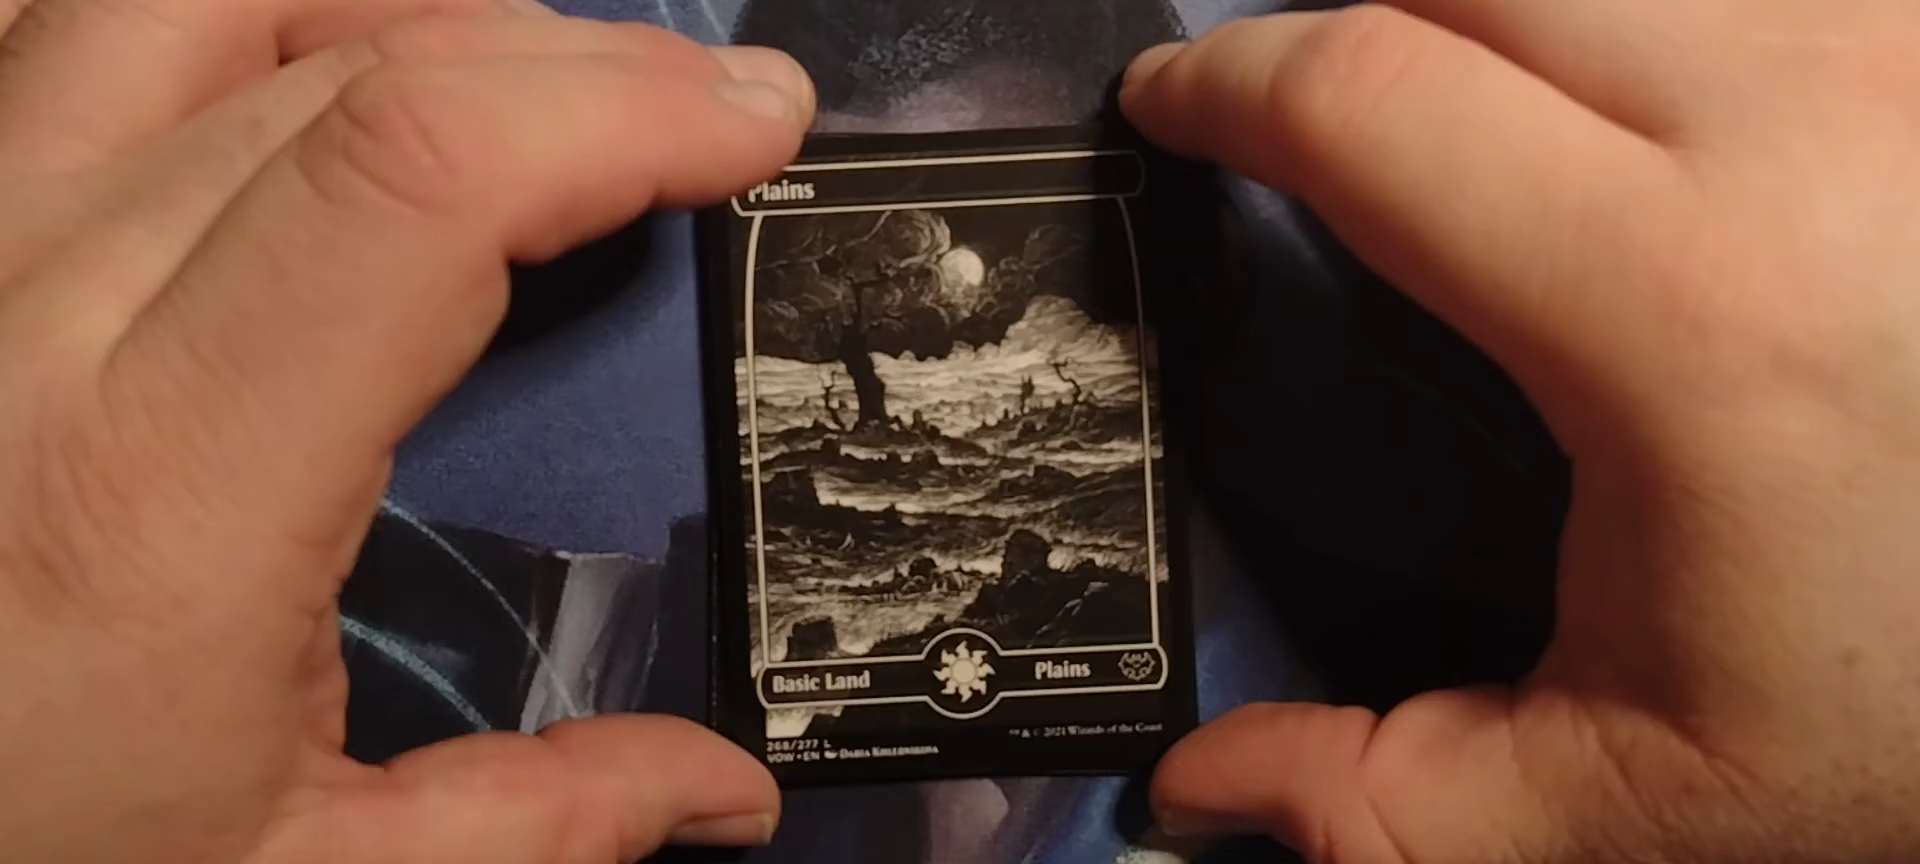 Plains
Basic Land
Plains
268/277 L
VOW • EN
™ & © 2021 Wizards of the Coast